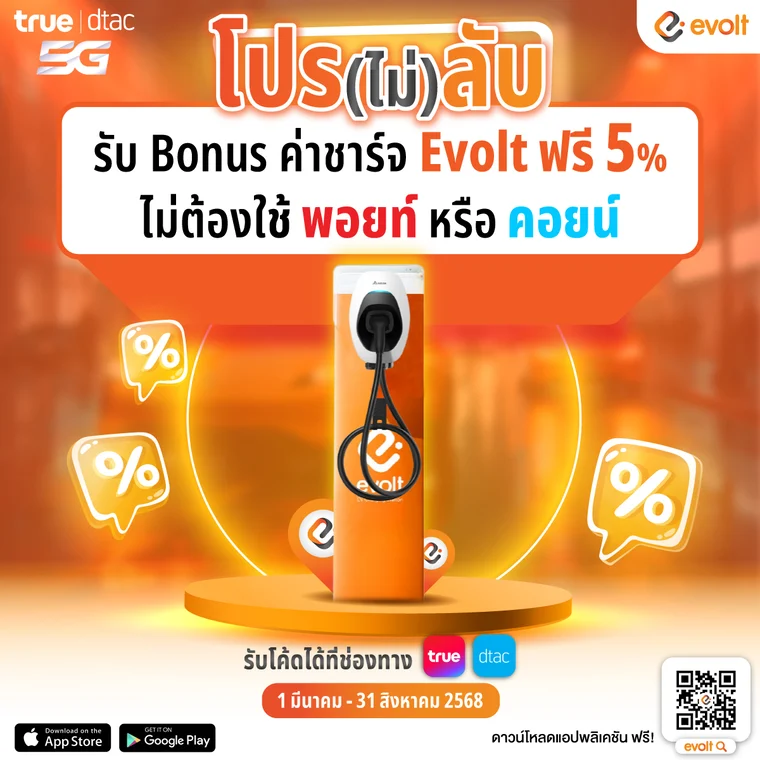 true dtac
5G
evolt
โปร(ไม่)ลับ
รับ Bonus ค่าชาร์จ Evolt ฟรี 5%
ไม่ต้องใช้ พอยท์ หรือ คอยน์
%
%
%
evolt
รับโค้ดได้ที่ช่องทาง true dtac
1 มีนาคม - 31 สิงหาคม 2568
Download on the
App Store
GET IT ON
Google Play
ดาวน์โหลดแอปพลิเคชัน ฟรี!
evolt